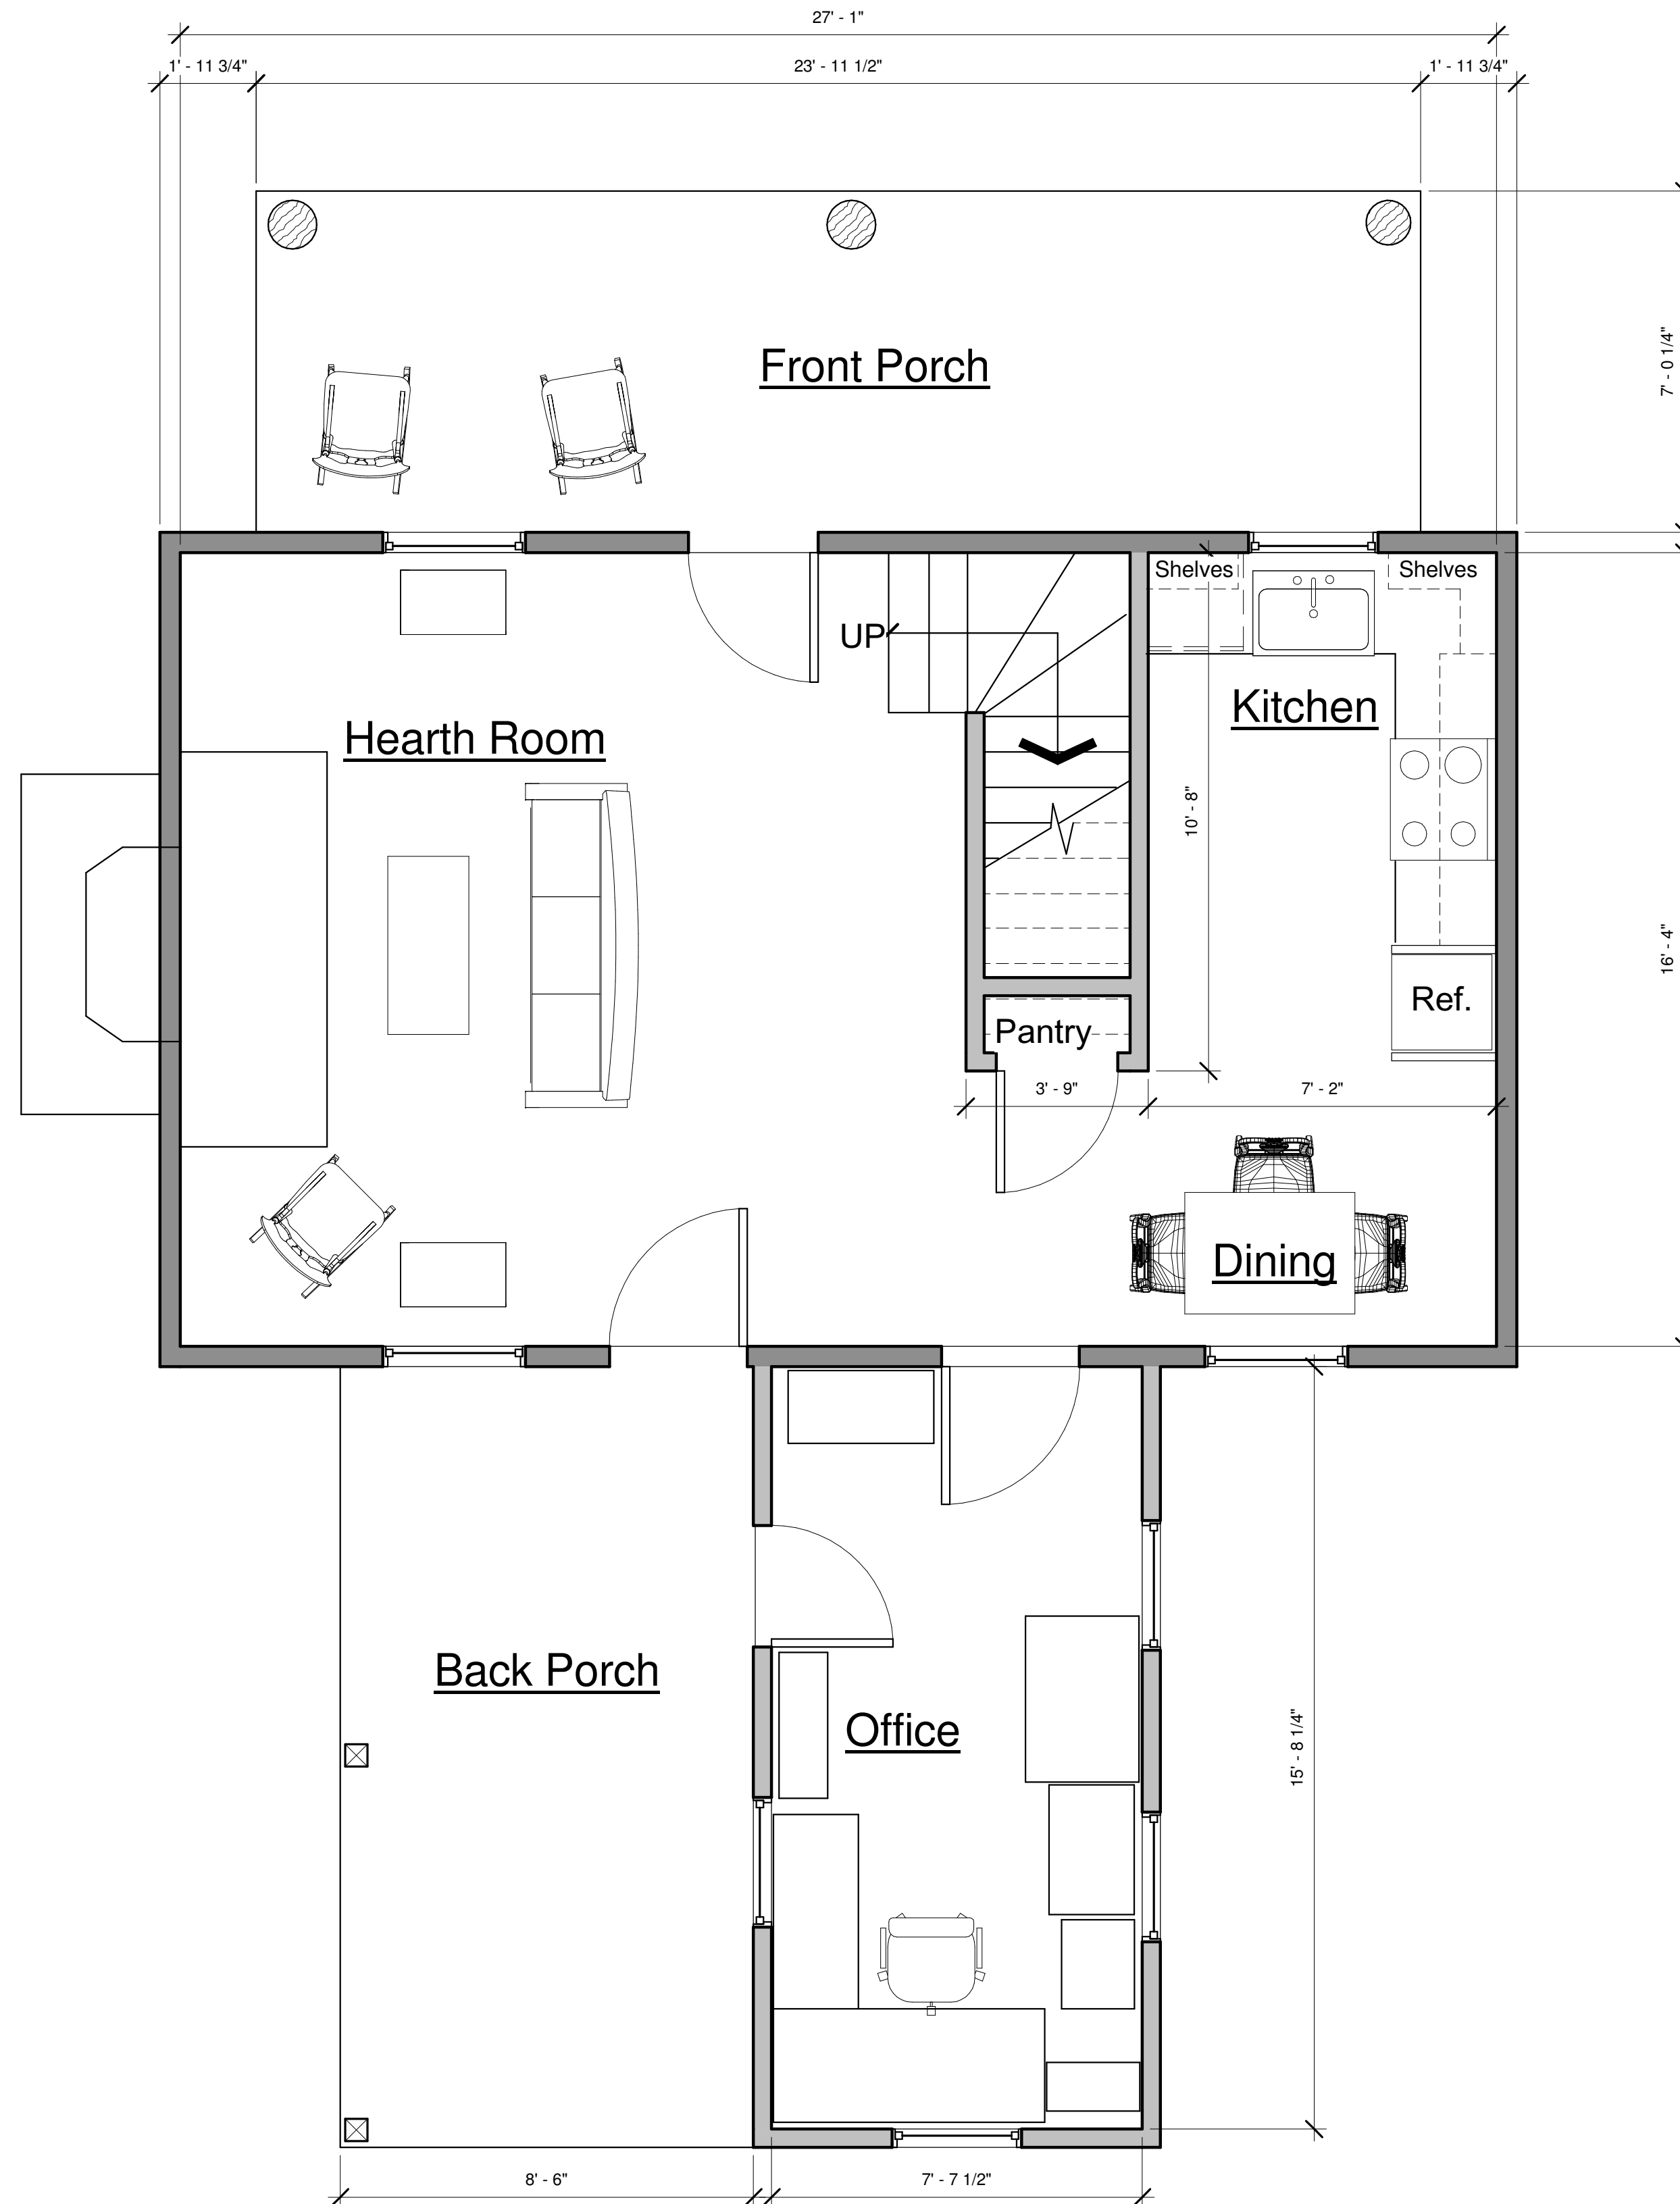 27' - 1"
1' - 11 3/4"
23' - 11 1/2"
1' - 11 3/4"
Front Porch
7' - 0 1/4"
Shelves
Shelves
UP
Kitchen
Hearth Room
10' - 8"
16' - 4"
Ref.
Pantry
3' - 9"
7' - 2"
Dining
Back Porch
Office
15' - 8 1/4"
8' - 6"
7' - 7 1/2"